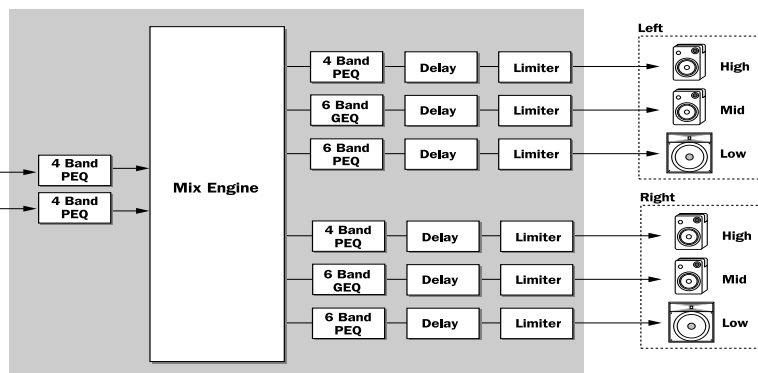 Left
4 Band
PEQ
Delay
Limiter
High
6 Band
GEQ
Delay
Limiter
Mid
6 Band
PEQ
Delay
Limiter
Low
4 Band
PEQ
4 Band
PEQ
Mix Engine
Right
4 Band
PEQ
Delay
Limiter
High
6 Band
GEQ
Delay
Limiter
Mid
6 Band
PEQ
Delay
Limiter
Low